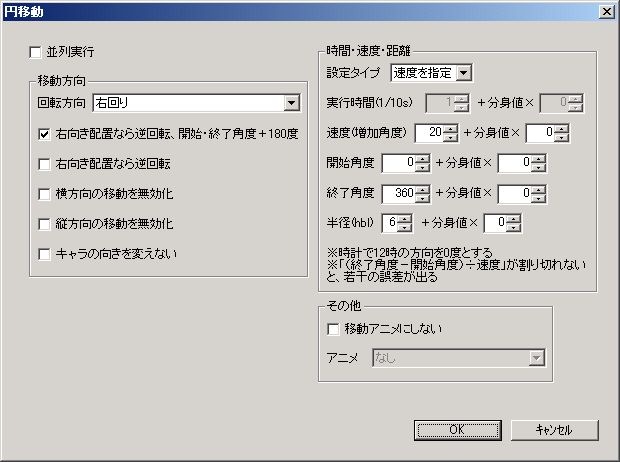 円移動
並列実行
移動方向
回転方向 右回り
右向き配置なら逆回転、開始・終了角度+180度
右向き配置なら逆回転
横方向の移動を無効化
縦方向の移動を無効化
キャラの向きを変えない
時間・速度・距離
設定タイプ 速度を指定
実行時間(1/10s) 1 +分身値× 0
速度(増加角度) 20 +分身値× 0
開始角度 0 +分身値× 0
終了角度 360 +分身値× 0
半径(hbl) 6 +分身値× 0
※時計で12時の方向を0度とする
※「(終了角度-開始角度)÷速度」が割り切れない
と、若干の誤差が出る
その他
移動アニメにしない
アニメ なし
OK キャンセル